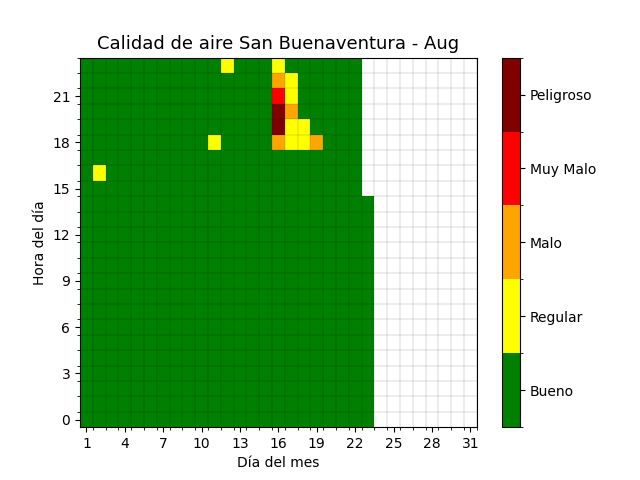 Calidad de aire San Buenaventura - Aug
21
18
15
12
9
6
3
0
Hora del día
1 4 7 10 13 16 19 22 25 28 31
Día del mes
Peligroso
Muy Malo
Malo
Regular
Bueno